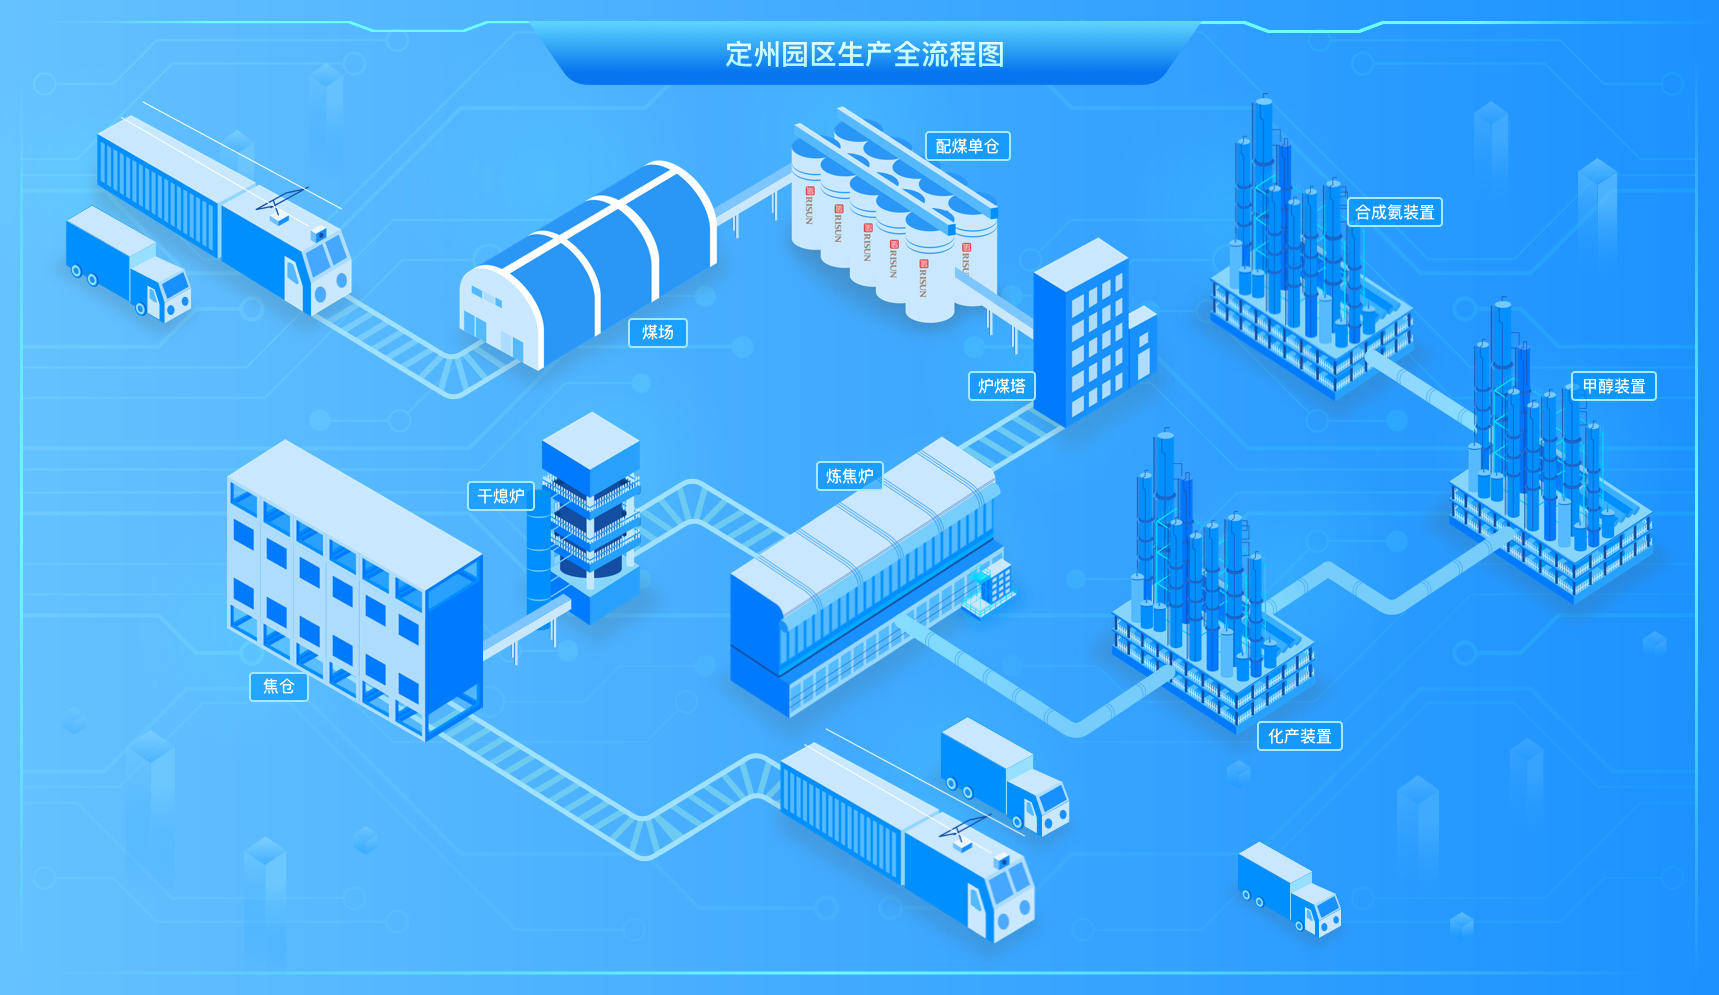 定州园区生产全流程图
配煤单仓
RISUN
RISUN
RISUN
RISUN
RISUN
RISU
合成氨装置
煤场
炉煤塔
甲醇装置
炼焦炉
干熄炉
焦仓
化产装置